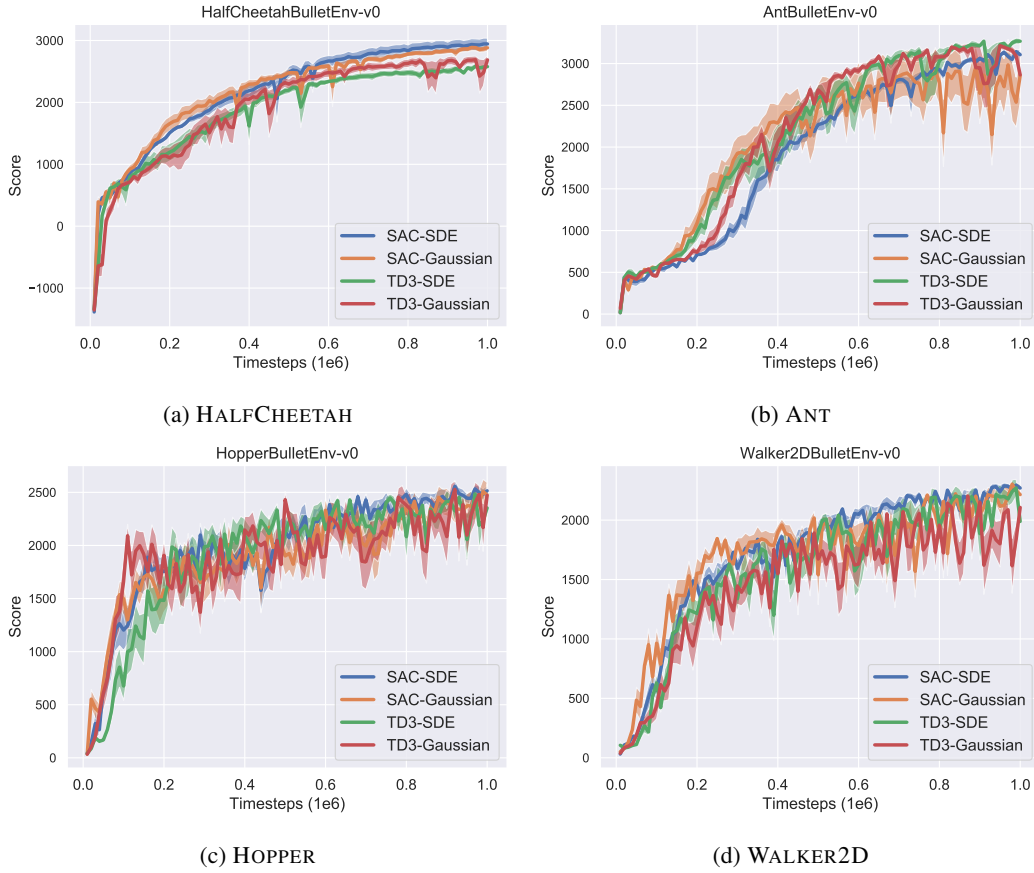 HalfCheetahBulletEnv-v0
3000
2000
1000
0
−1000
Score
SAC-SDE
SAC-Gaussian
TD3-SDE
TD3-Gaussian
0.0 0.2 0.4 0.6 0.8 1.0
Timesteps (1e6)
(a) HALFCHEETAH
AntBulletEnv-v0
3000
2500
2000
1500
1000
500
0
Score
SAC-SDE
SAC-Gaussian
TD3-SDE
TD3-Gaussian
0.0 0.2 0.4 0.6 0.8 1.0
Timesteps (1e6)
(b) ANT
HopperBulletEnv-v0
2500
2000
1500
1000
500
0
Score
SAC-SDE
SAC-Gaussian
TD3-SDE
TD3-Gaussian
0.0 0.2 0.4 0.6 0.8 1.0
Timesteps (1e6)
(c) HOPPER
Walker2DBulletEnv-v0
2000
1500
1000
500
0
Score
SAC-SDE
SAC-Gaussian
TD3-SDE
TD3-Gaussian
0.0 0.2 0.4 0.6 0.8 1.0
Timesteps (1e6)
(d) WALKER2D